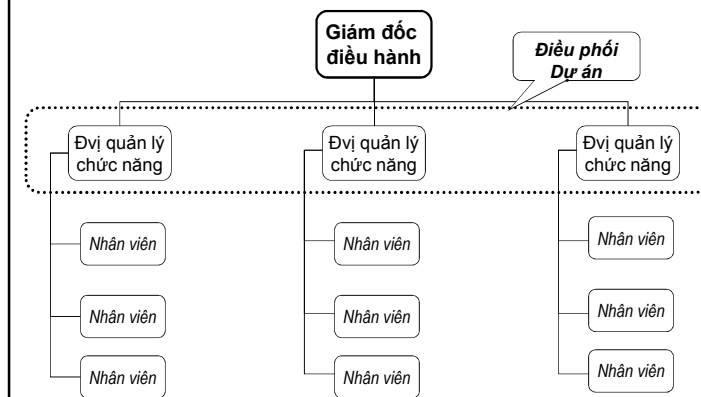 Giám đốc
điều hành
Điều phối
Dự án
Đvị quản lý
chức năng
Đvị quản lý
chức năng
Đvị quản lý
chức năng
Nhân viên
Nhân viên
Nhân viên
Nhân viên
Nhân viên
Nhân viên
Nhân viên
Nhân viên
Nhân viên